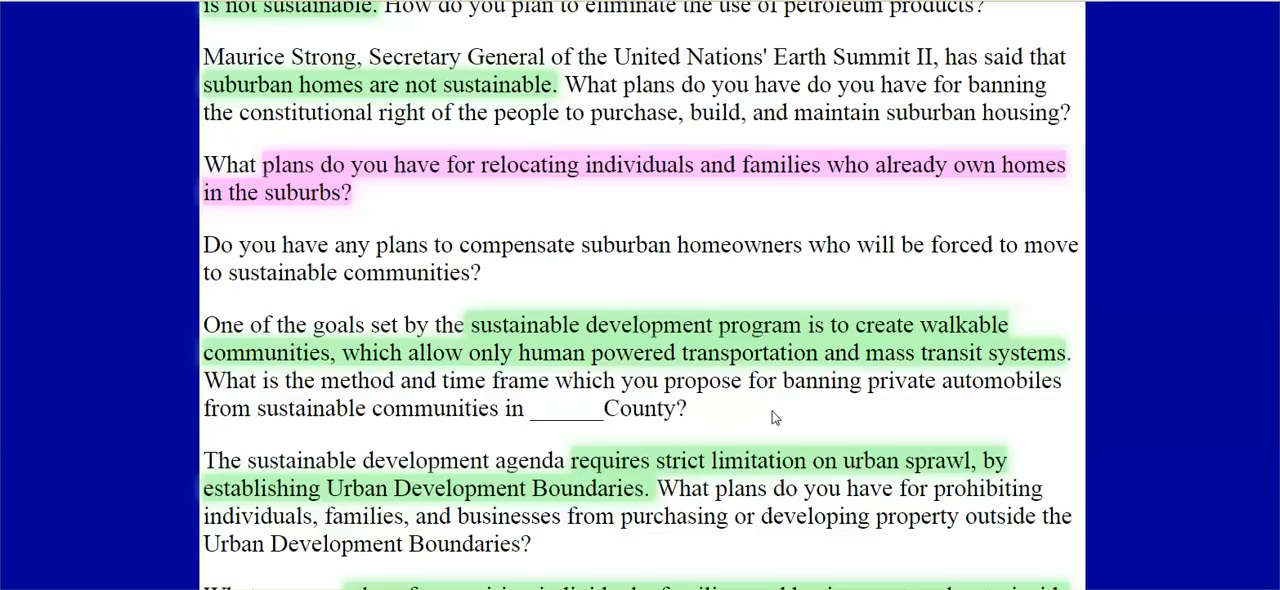 is not sustainable. How do you plan to eliminate the use of petroleum products?
Maurice Strong, Secretary General of the United Nations' Earth Summit II, has said that
suburban homes are not sustainable. What plans do you have do you have for banning
the constitutional right of the people to purchase, build, and maintain suburban housing?
What plans do you have for relocating individuals and families who already own homes
in the suburbs?
Do you have any plans to compensate suburban homeowners who will be forced to move
to sustainable communities?
One of the goals set by the sustainable development program is to create walkable
communities, which allow only human powered transportation and mass transit systems.
What is the method and time frame which you propose for banning private automobiles
from sustainable communities in ______County?
The sustainable development agenda requires strict limitation on urban sprawl, by
establishing Urban Development Boundaries. What plans do you have for prohibiting
individuals, families, and businesses from purchasing or developing property outside the
Urban Development Boundaries?